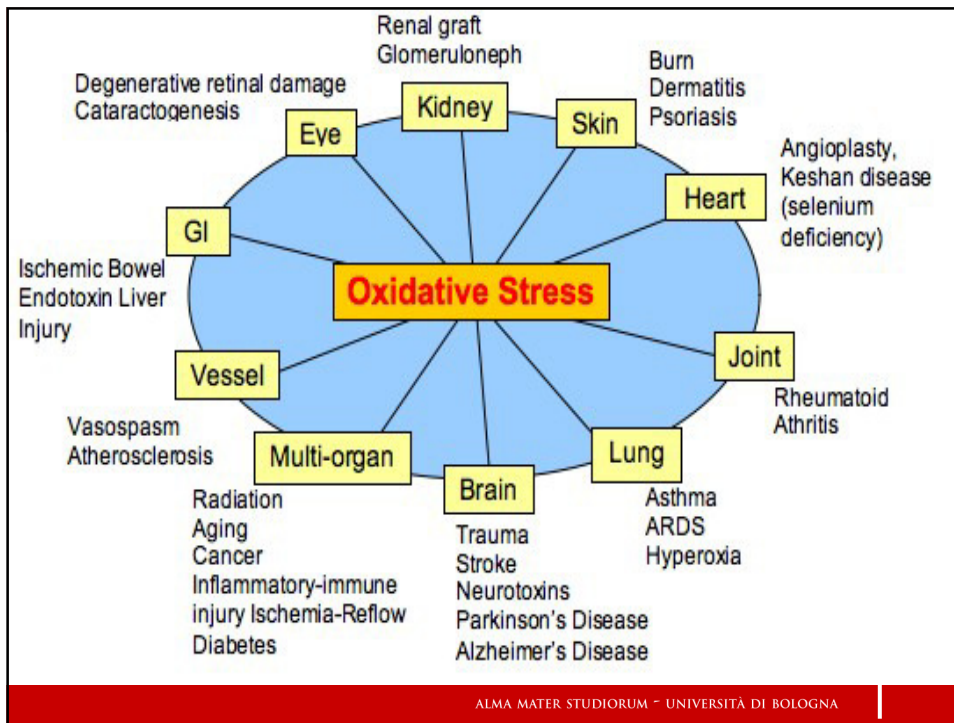 Renal graft
Glomeruloneph
Kidney
Burn
Dermatitis
Psoriasis
Skin
Degenerative retinal damage
Cataractogenesis
Eye
Angioplasty,
Keshan disease
(selenium
deficiency)
Heart
GI
Ischemic Bowel
Endotoxin Liver
Injury
Oxidative Stress
Joint
Rheumatoid
Athritis
Vessel
Vasospasm
Atherosclerosis
Multi-organ
Radiation
Aging
Cancer
Inflammatory-immune
injury Ischemia-Reflow
Diabetes
Brain
Trauma
Stroke
Neurotoxins
Parkinson's Disease
Alzheimer's Disease
Lung
Asthma
ARDS
Hyperoxia
ALMA MATER STUDIORUM ~ UNIVERSITÀ DI BOLOGNA